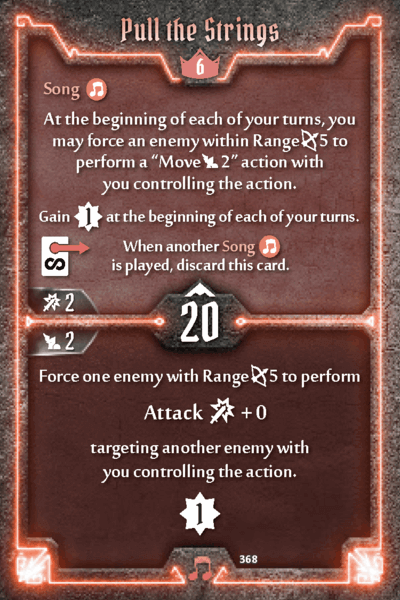 Pull the Strings
6
Song
At the beginning of each of your turns, you
may force an enemy within Range 5 to
perform a “Move 2” action with
you controlling the action.
Gain 1 at the beginning of each of your turns.
When another Song
is played, discard this card.
2
20
2
Force one enemy with Range 5 to perform
Attack + 0
targeting another enemy with
you controlling the action.
1
368